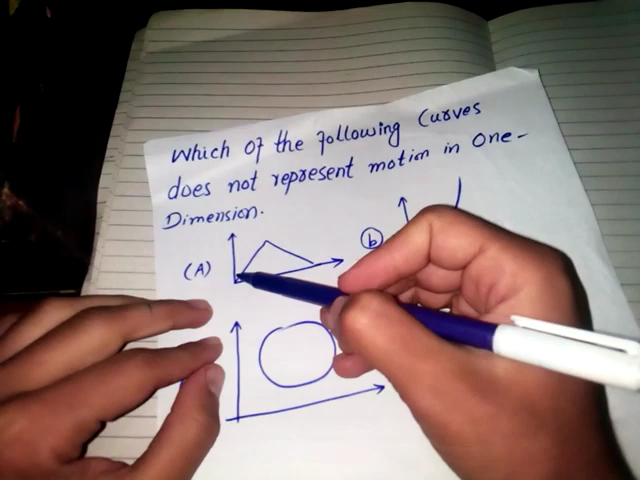 Which of the following Curves
does not represent motion in One-
Dimension.
(A)
b